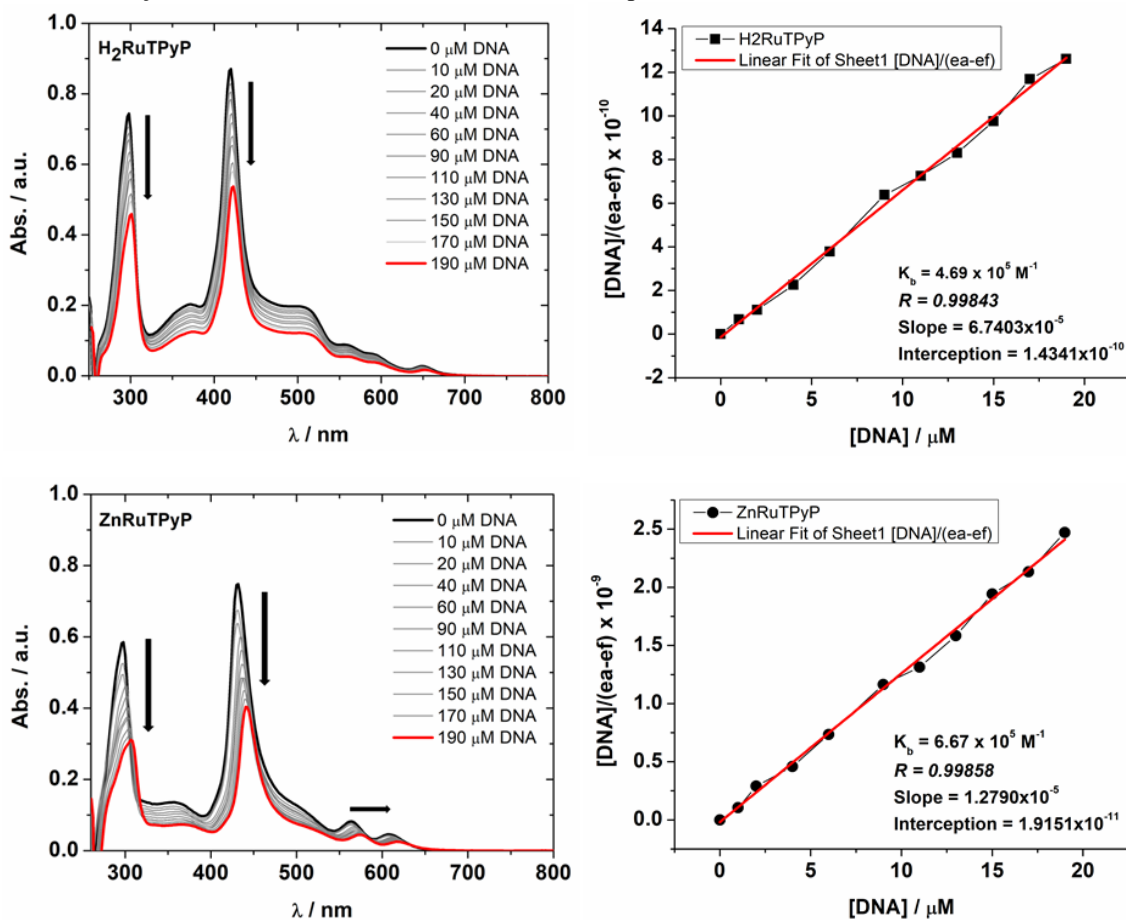 H2RuTPyP
0 μM DNA
10 μM DNA
20 μM DNA
40 μM DNA
60 μM DNA
90 μM DNA
110 μM DNA
130 μM DNA
150 μM DNA
170 μM DNA
190 μM DNA
1.0
0.8
0.6
0.4
0.2
0.0
Abs. / a.u.
300 400 500 600 700 800
λ / nm
H2RuTPyP
Linear Fit of Sheet1 [DNA]/(ea-ef)
14
12
10
8
6
4
2
0
-2
[DNA]/(ea-ef) x 10^-10
Kb = 4.69 x 10^5 M^-1
R = 0.99843
Slope = 6.7403x10^-5
Interception = 1.4341x10^-10
0 5 10 15 20
[DNA] / μM
ZnRuTPyP
0 μM DNA
10 μM DNA
20 μM DNA
40 μM DNA
60 μM DNA
90 μM DNA
110 μM DNA
130 μM DNA
150 μM DNA
170 μM DNA
190 μM DNA
1.0
0.8
0.6
0.4
0.2
0.0
Abs. / a.u.
300 400 500 600 700 800
λ / nm
ZnRuTPyP
Linear Fit of Sheet1 [DNA]/(ea-ef)
2.5
2.0
1.5
1.0
0.5
0.0
[DNA]/(ea-ef) x 10^-9
Kb = 6.67 x 10^5 M^-1
R = 0.99858
Slope = 1.2790x10^-5
Interception = 1.9151x10^-11
0 5 10 15 20
[DNA] / μM